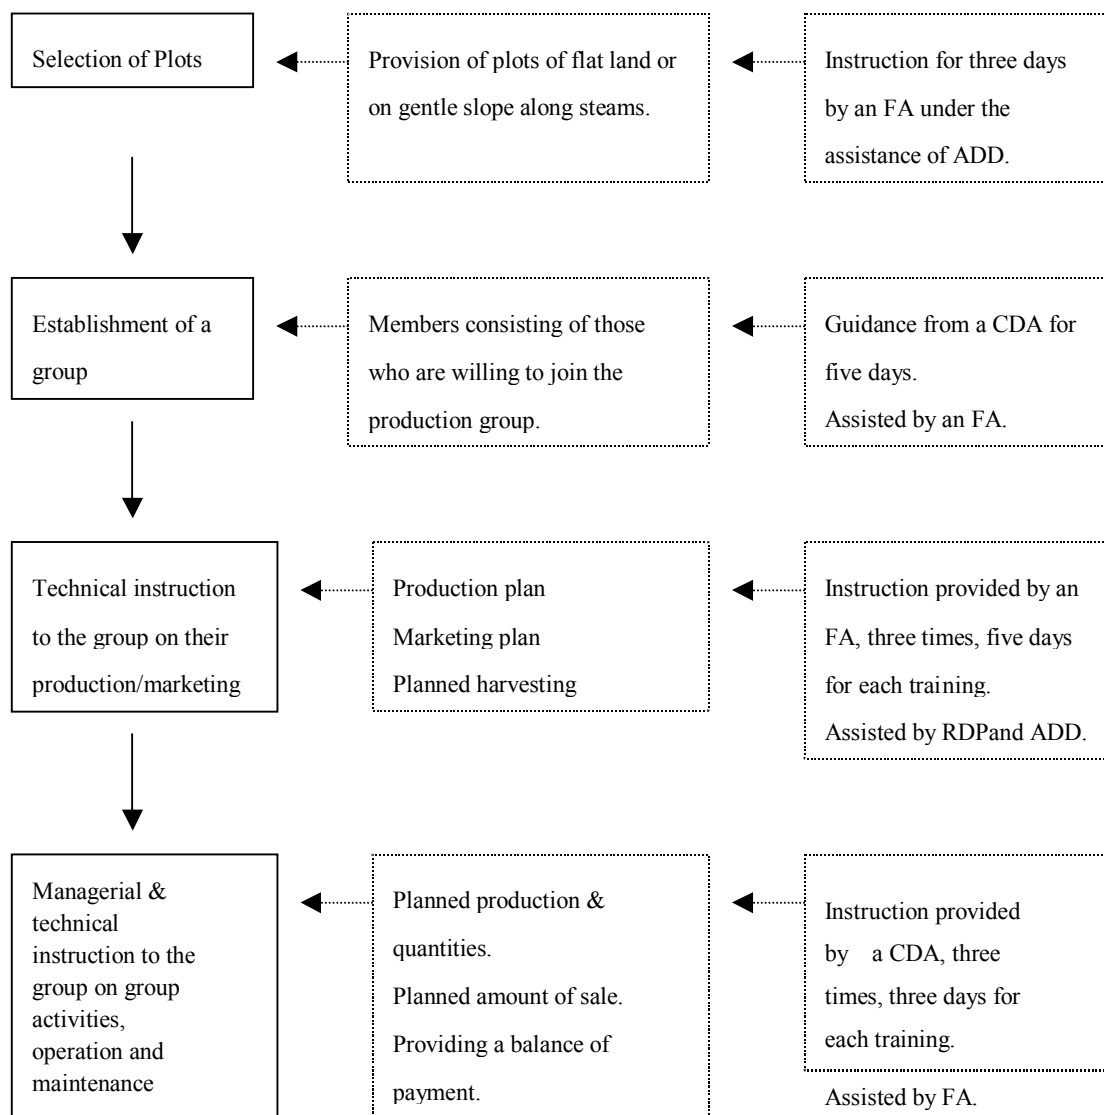 Selection of Plots
Provision of plots of flat land or
on gentle slope along steams.
Instruction for three days
by an FA under the
assistance of ADD.
Establishment of a
group
Members consisting of those
who are willing to join the
production group.
Guidance from a CDA for
five days.
Assisted by an FA.
Technical instruction
to the group on their
production/marketing
Production plan
Marketing plan
Planned harvesting
Instruction provided by an
FA, three times, five days
for each training.
Assisted by RDPand ADD.
Managerial &
technical
instruction to the
group on group
activities,
operation and
maintenance
Planned production &
quantities.
Planned amount of sale.
Providing a balance of
payment.
Instruction provided
by a CDA, three
times, three days for
each training.
Assisted by FA.